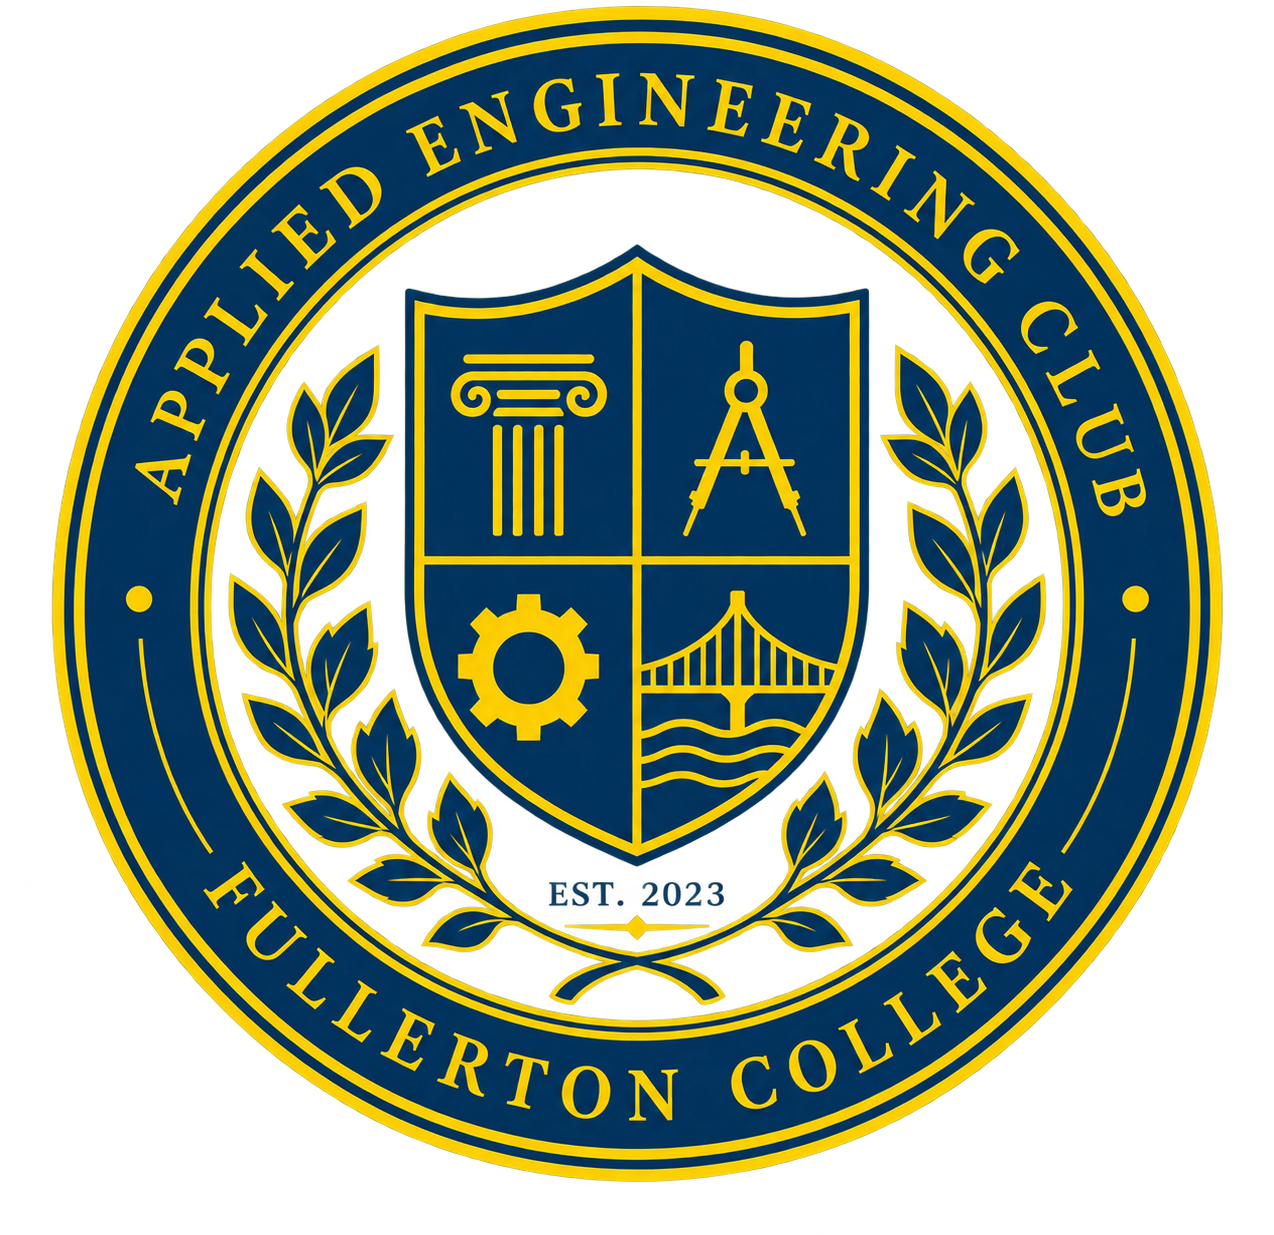 APPLIED ENGINEERING CLUB
EST. 2023
FULLERTON COLLEGE